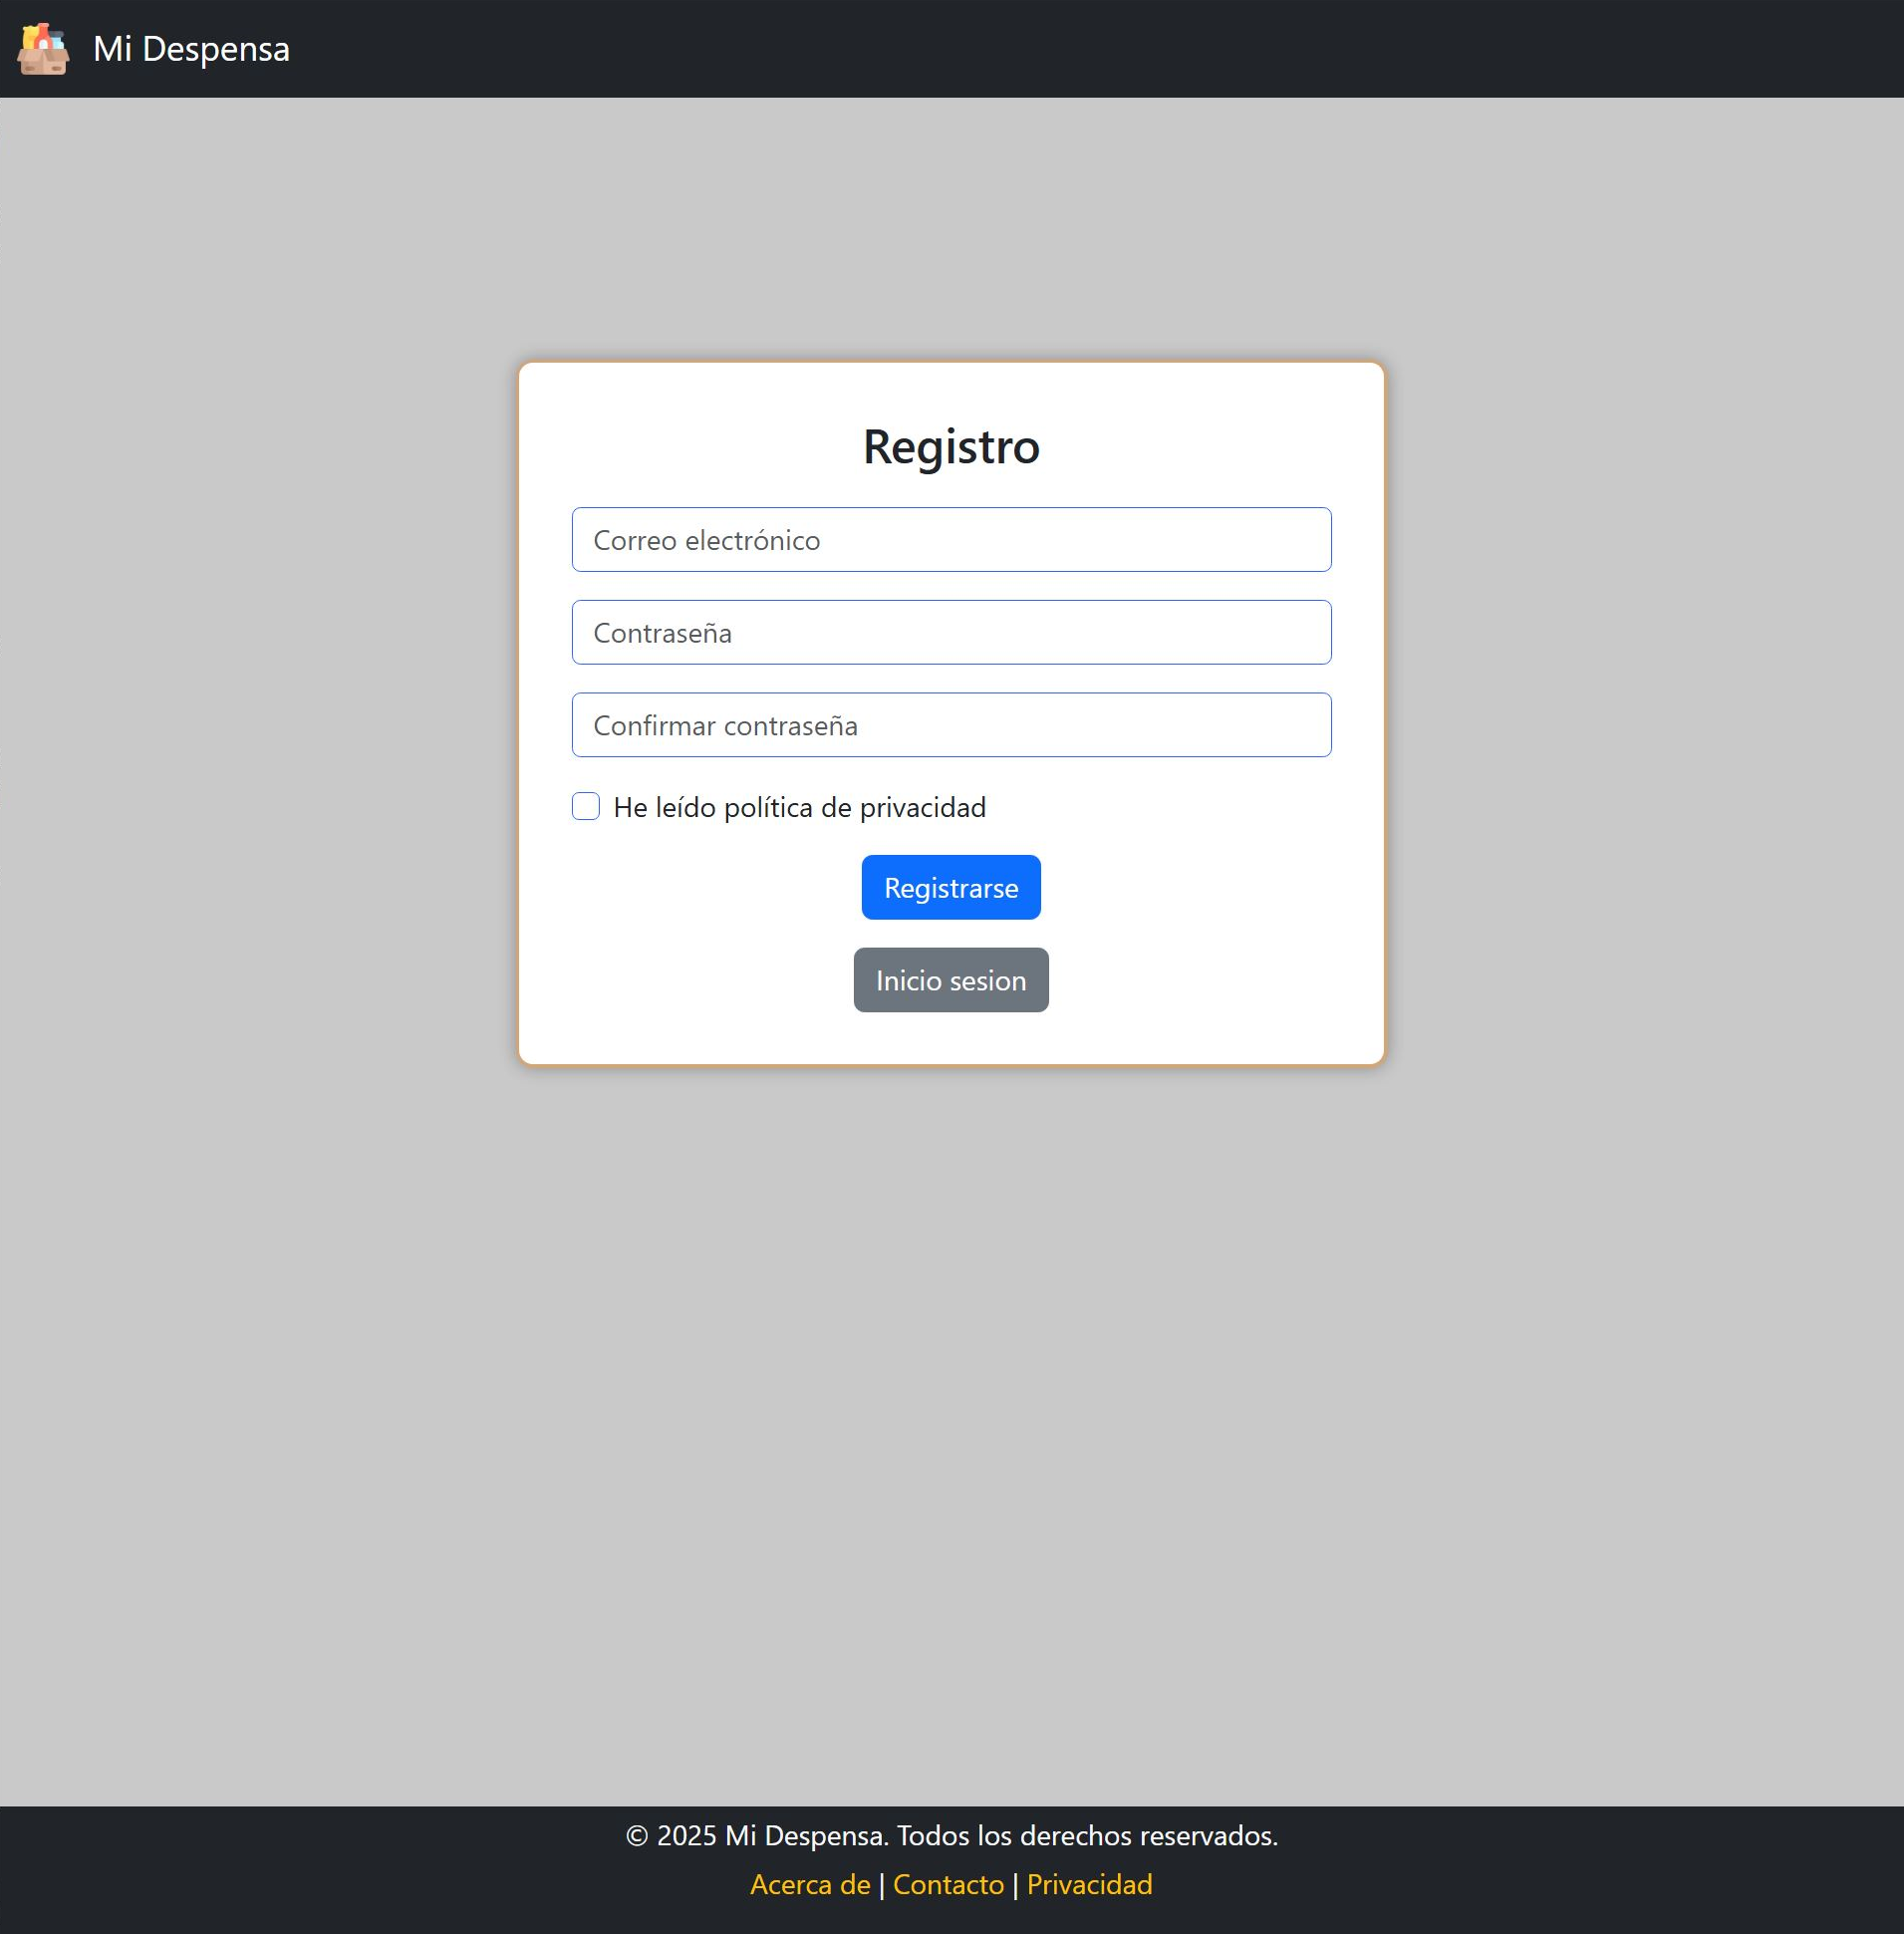 Mi Despensa
Registro
Correo electrónico
Contraseña
Confirmar contraseña
He leído política de privacidad
Registrarse
Inicio sesion
© 2025 Mi Despensa. Todos los derechos reservados.
Acerca de | Contacto | Privacidad